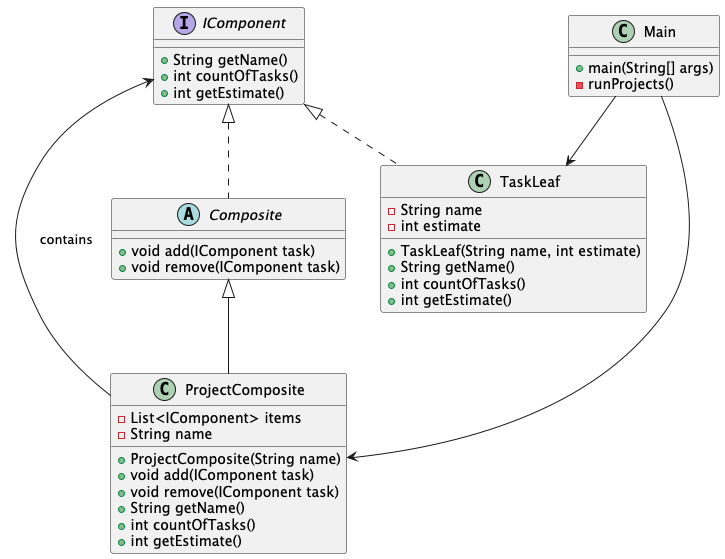 I IComponent
String getName()
int countOfTasks()
int getEstimate()
C Main
main(String[] args)
runProjects()
contains
A Composite
void add(IComponent task)
void remove(IComponent task)
C TaskLeaf
String name
int estimate
TaskLeaf(String name, int estimate)
String getName()
int countOfTasks()
int getEstimate()
C ProjectComposite
List<IComponent> items
String name
ProjectComposite(String name)
void add(IComponent task)
void remove(IComponent task)
String getName()
int countOfTasks()
int getEstimate()